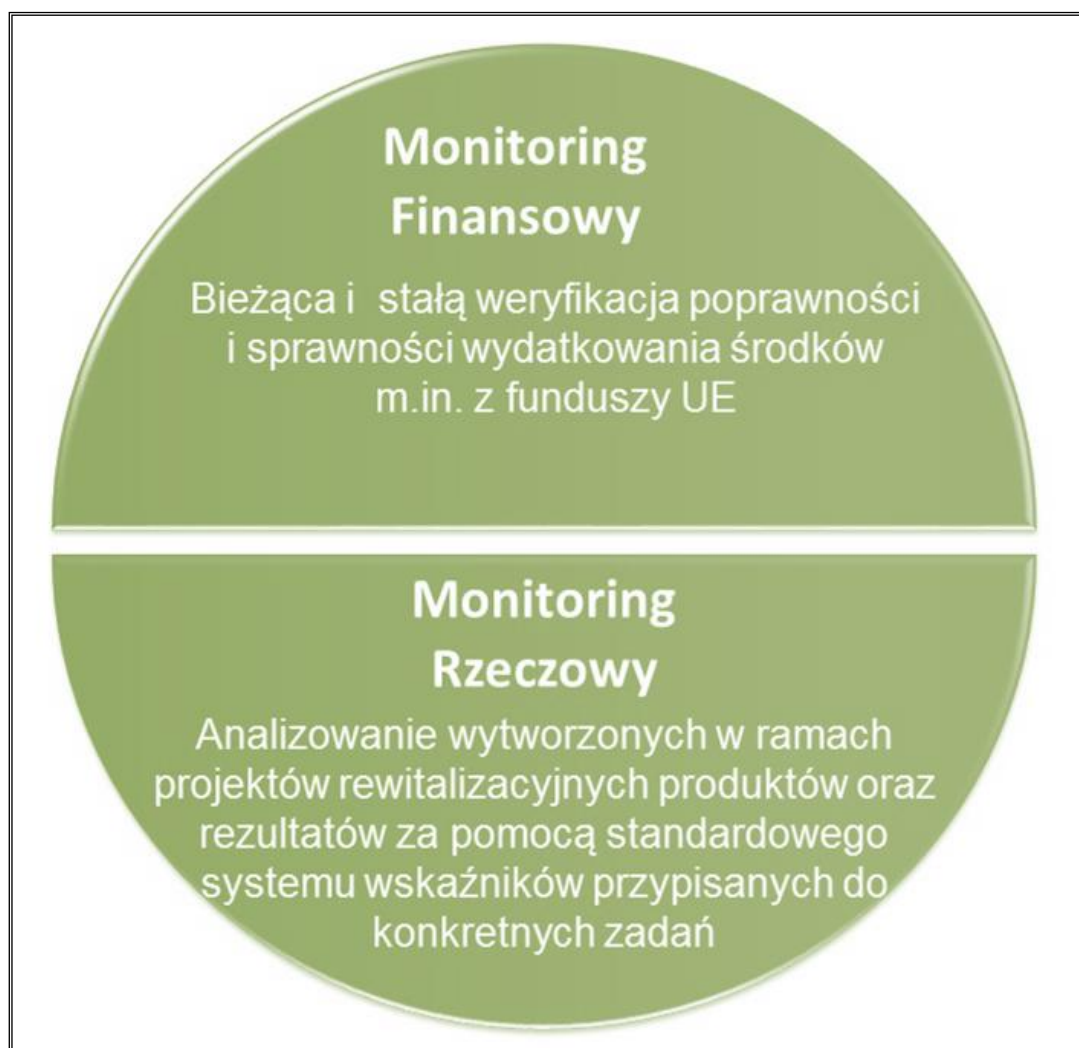 Monitoring
Finansowy
Bieżąca i stałą weryfikacja poprawności
i sprawności wydatkowania środków
m.in. z funduszy UE
Monitoring
Rzeczowy
Analizowanie wytworzonych w ramach
projektów rewitalizacyjnych produktów oraz
rezultatów za pomocą standardowego
systemu wskaźników przypisanych do
konkretnych zadań